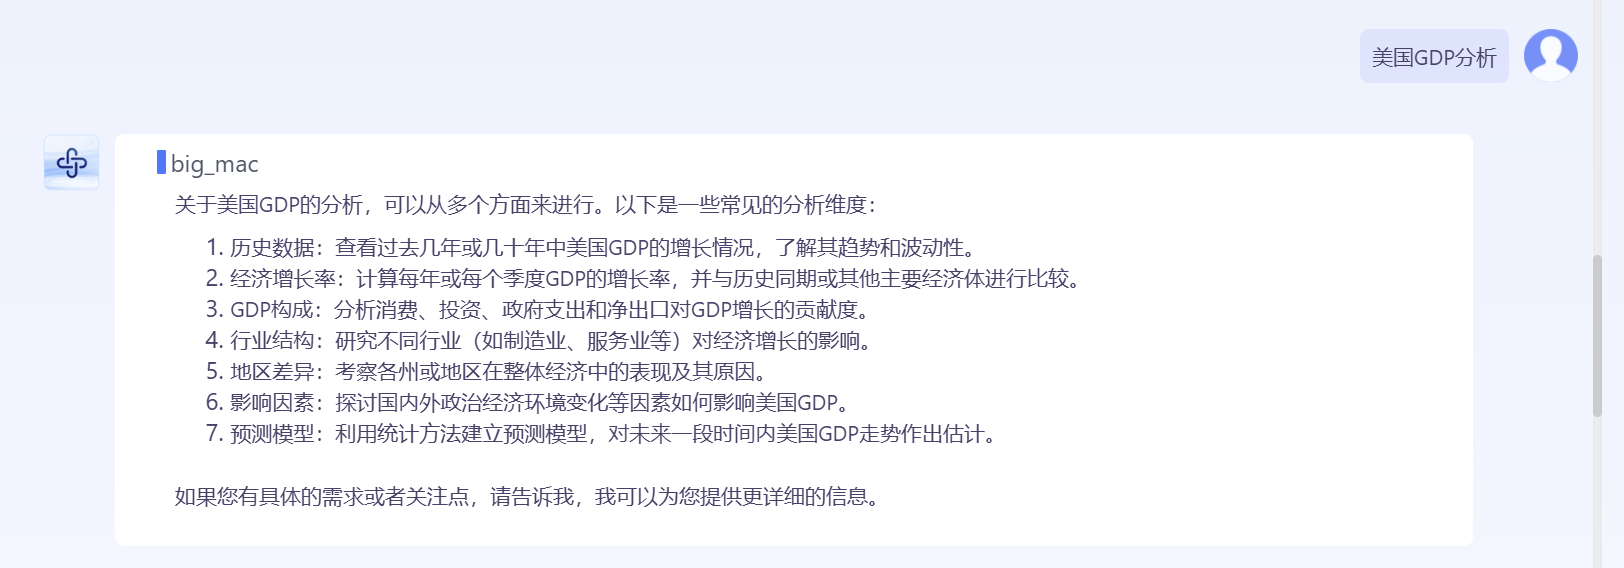 美国GDP分析
big_mac
关于美国GDP的分析，可以从多个方面来进行。以下是一些常见的分析维度：
1. 历史数据：查看过去几年或几十年中美国GDP的增长情况，了解其趋势和波动性。
2. 经济增长率：计算每年或每个季度GDP的增长率，并与历史同期或其他主要经济体进行比较。
3. GDP构成：分析消费、投资、政府支出和净出口对GDP增长的贡献度。
4. 行业结构：研究不同行业（如制造业、服务业等）对经济增长的影响。
5. 地区差异：考察各州或地区在整体经济中的表现及其原因。
6. 影响因素：探讨国内外政治经济环境变化等因素如何影响美国GDP。
7. 预测模型：利用统计方法建立预测模型，对未来一段时间内美国GDP走势作出估计。
如果您有具体的需求或者关注点，请告诉我，我可以为您提供更详细的信息。